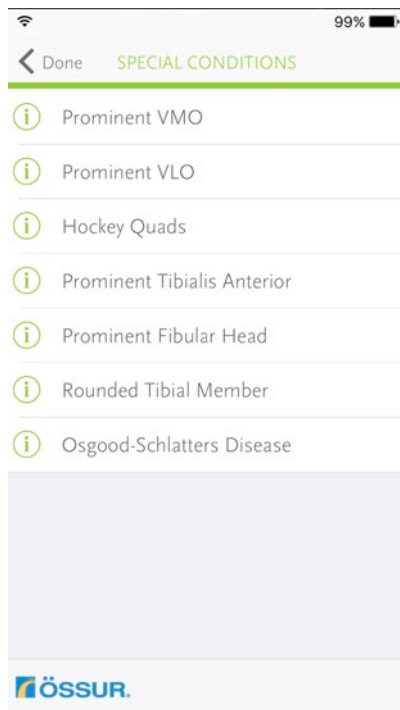 99%
Done SPECIAL CONDITIONS
Prominent VMO
Prominent VLO
Hockey Quads
Prominent Tibialis Anterior
Prominent Fibular Head
Rounded Tibial Member
Osgood-Schlatters Disease
ÖSSUR.